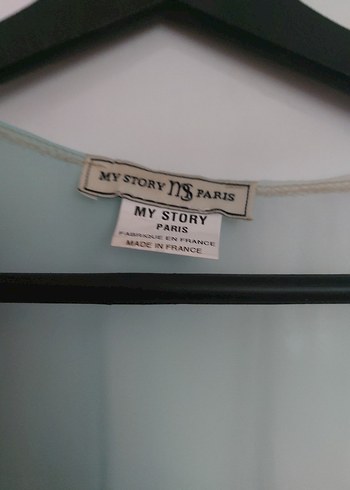 MY STORY MS PARIS
MY STORY
PARIS
FABRIQUE EN FRANCE
MADE IN FRANCE